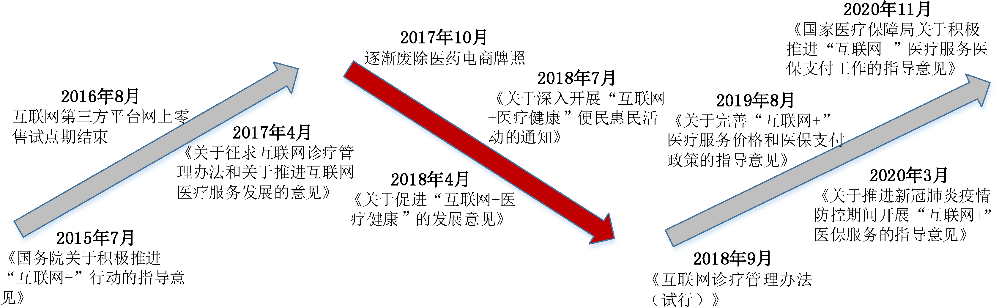 2015年7月
《国务院关于积极推进
“互联网+”行动的指导意
见》
2016年8月
互联网第三方平台网上零
售试点期结束
2017年4月
《关于征求互联网诊疗管
理办法和关于推进互联网
医疗服务发展的意见》
2017年10月
逐渐废除医药电商牌照
2018年4月
《关于促进“互联网+医
疗健康”的发展意见》
2018年7月
《关于深入开展“互联网
+医疗健康”便民惠民活
动的通知》
2018年9月
《互联网诊疗管理办法
（试行）》
2019年8月
《关于完善“互联网+”
医疗服务价格和医保支付
政策的指导意见》
2020年3月
《关于推进新冠肺炎疫情
防控期间开展“互联网+”
医保服务的指导意见》
2020年11月
《国家医疗保障局关于积极
推进“互联网+”医疗服务医
保支付工作的指导意见》